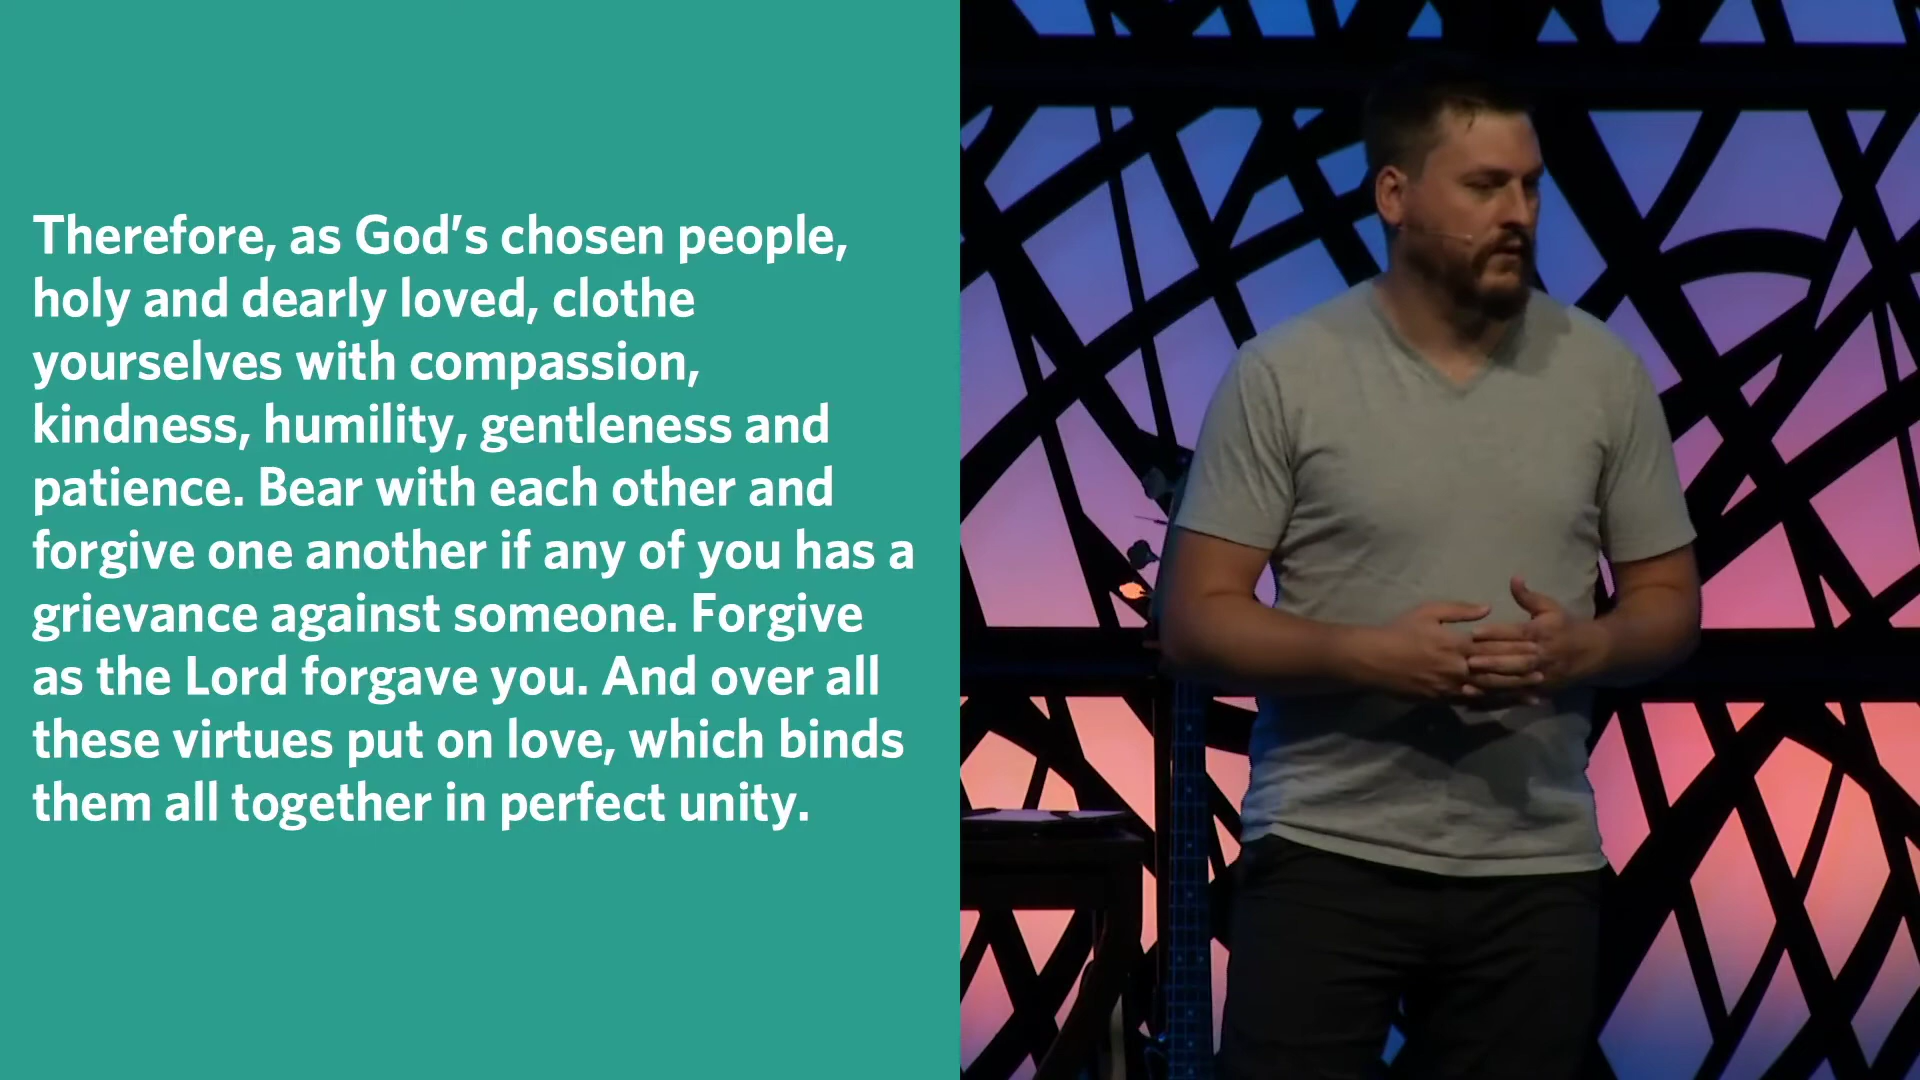 Therefore, as God’s chosen people,
holy and dearly loved, clothe
yourselves with compassion,
kindness, humility, gentleness and
patience. Bear with each other and
forgive one another if any of you has a
grievance against someone. Forgive
as the Lord forgave you. And over all
these virtues put on love, which binds
them all together in perfect unity.